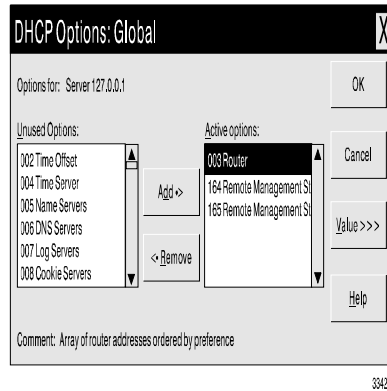 DHCP Options: Global
X
Options for: Server 127.0.0.1
OK
Unused Options:
Active options:
002 Time Offset
004 Time Server
005 Name Servers
006 DNS Servers
007 Log Servers
008 Cookie Servers
Add
Remove
003 Router
164 Remote Management St
165 Remote Management St
Cancel
Value >>>
Help
Comment: Array of router addresses ordered by preference
3342